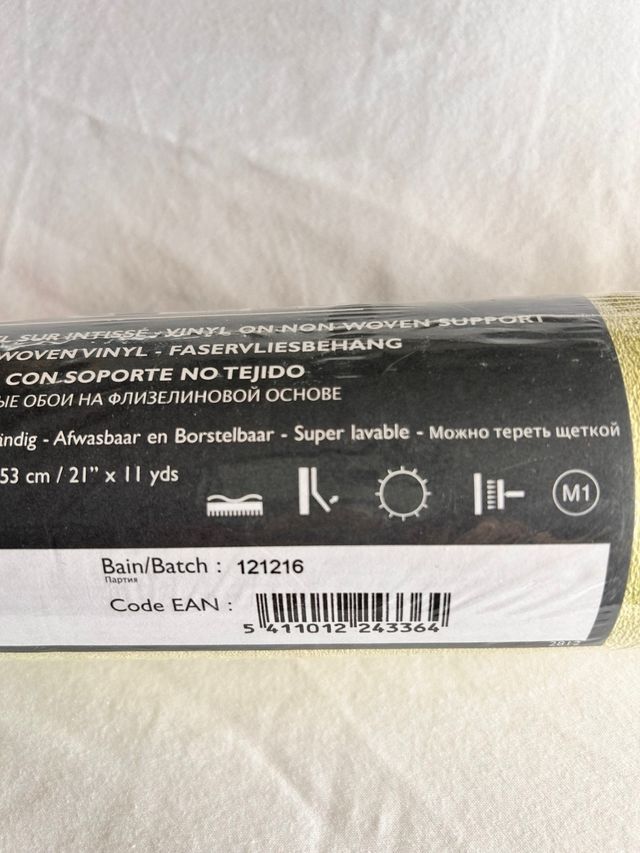 SUR INTISSÉ - VINYL ON NON WOVEN SUPPORT
WOVEN VINYL - FASERVLIESBEHANG
CON SOPORTE NO TEJIDO
ОБОИ НА ФЛИЗЕЛИНОВОЙ ОСНОВЕ
- Afwasbaar en Borstelbaar - Super lavable - Можно тереть щеткой
53 cm / 21” x 11 yds
M1
Bain/Batch : 121216
Партия
Code EAN :
5 411012 243364